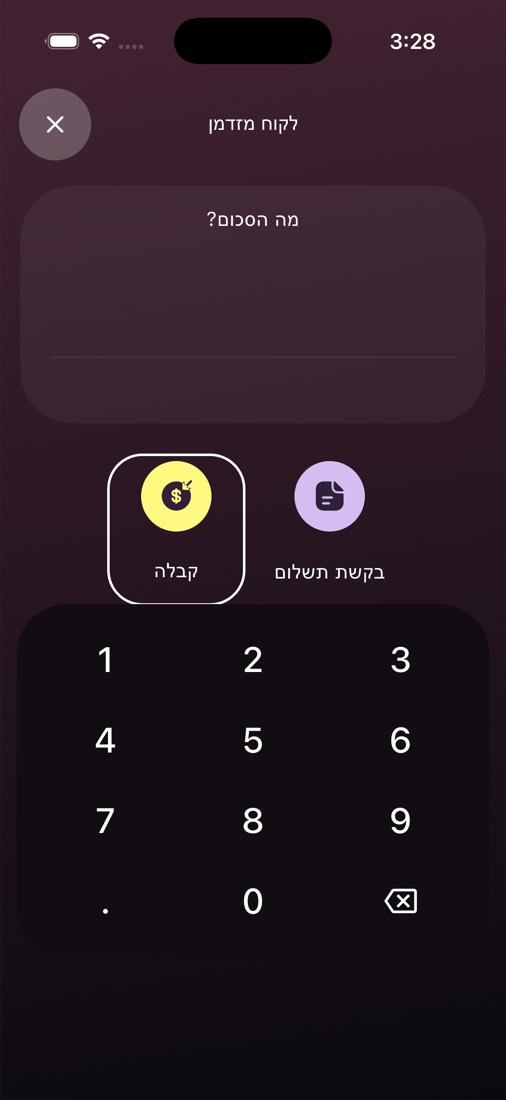 3:28
לקוח מזדמן
מה הסכום?
בקשת תשלום
קבלה
1 2 3
4 5 6
7 8 9
. 0